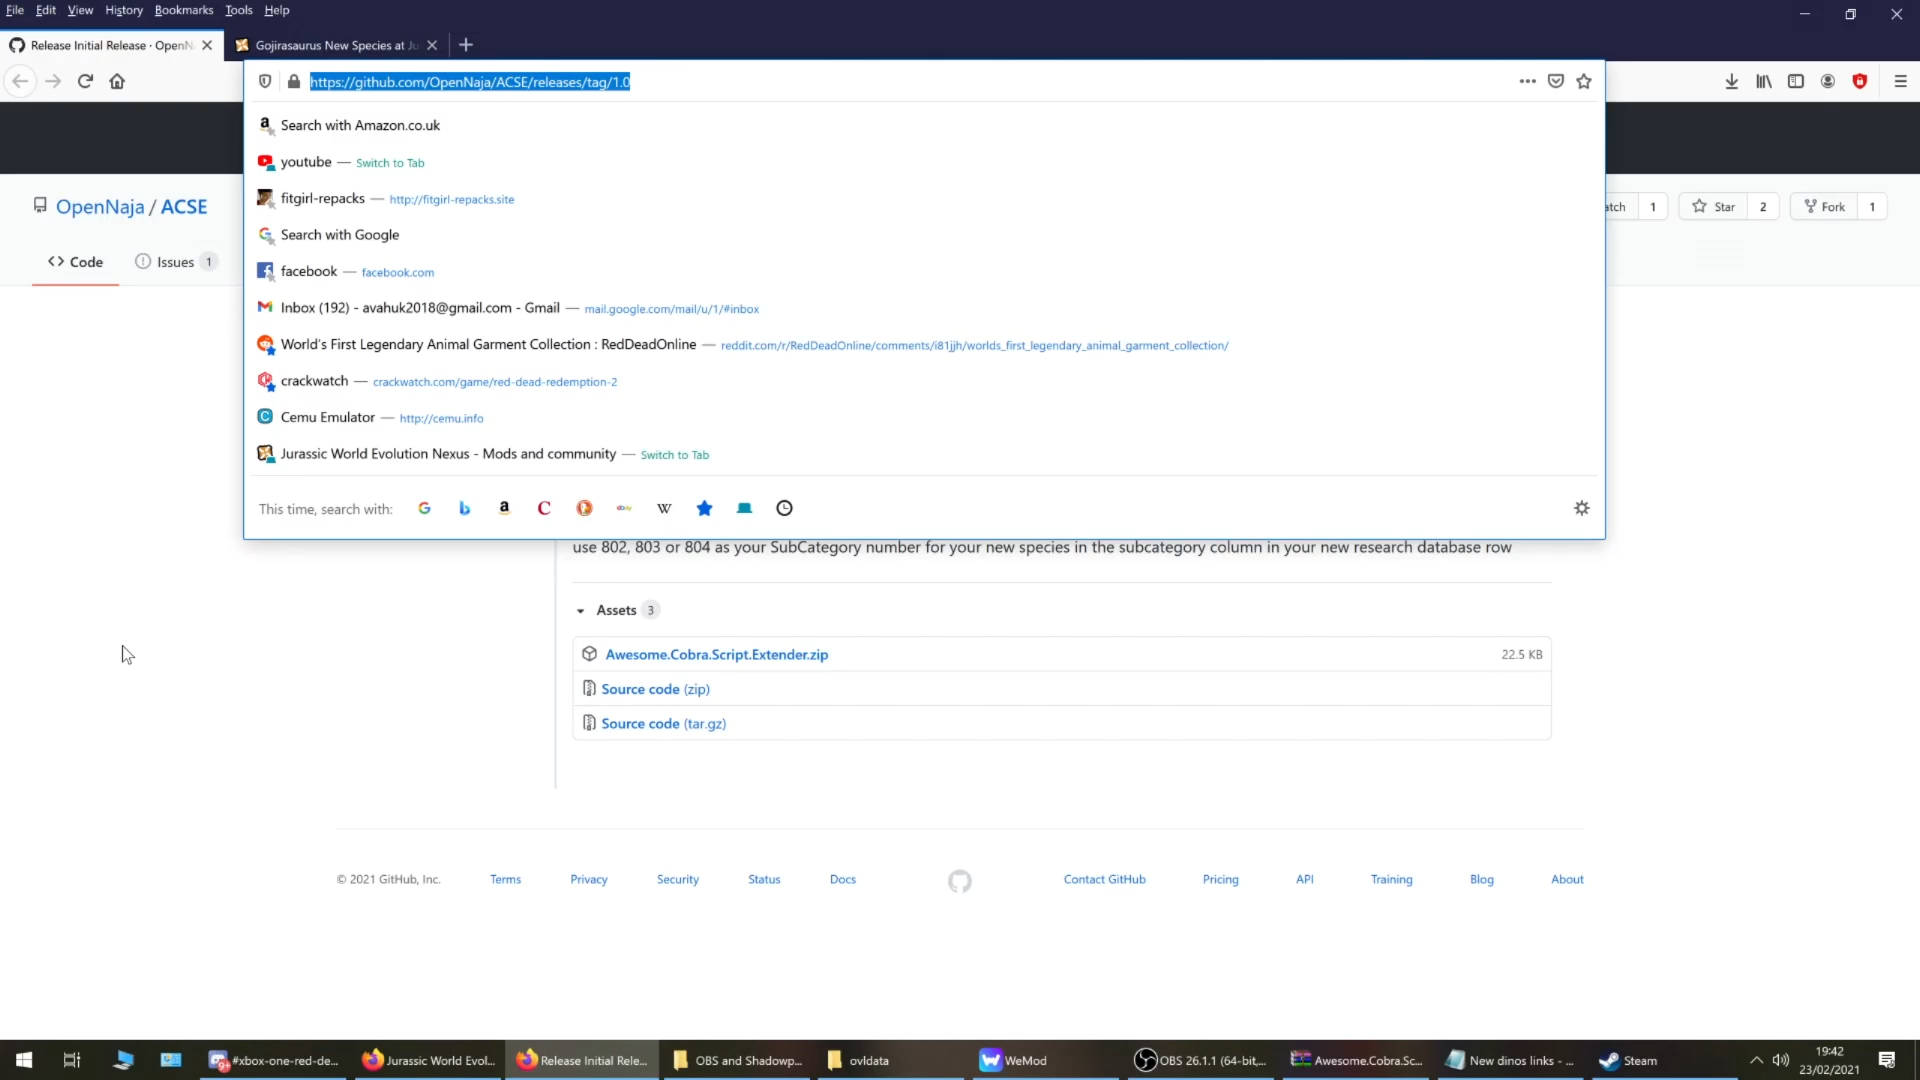 File Edit View History Bookmarks Tools Help
Release Initial Release · OpenN
Gojirasaurus New Species at Ju
https://github.com/OpenNaja/ACSE/releases/tag/1.0
Search with Amazon.co.uk
youtube — Switch to Tab
fitgirl-repacks — http://fitgirl-repacks.site
OpenNaja / ACSE
atch 1
Star 2
Fork 1
Search with Google
Code
Issues 1
facebook — facebook.com
Inbox (192) - avahuk2018@gmail.com - Gmail — mail.google.com/mail/u/1/#inbox
World's First Legendary Animal Garment Collection : RedDeadOnline — reddit.com/r/RedDeadOnline/comments/i81jjh/worlds_first_legendary_animal_garment_collection/
crackwatch — crackwatch.com/game/red-dead-redemption-2
Cemu Emulator — http://cemu.info
Jurassic World Evolution Nexus - Mods and community — Switch to Tab
This time, search with:
use 802, 803 or 804 as your SubCategory number for your new species in the subcategory column in your new research database row
Assets 3
Awesome.Cobra.Script.Extender.zip 22.5 KB
Source code (zip)
Source code (tar.gz)
© 2021 GitHub, Inc. Terms Privacy Security Status Docs Contact GitHub Pricing API Training Blog About
#xbox-one-red-de...
Jurassic World Evol...
Release Initial Rele...
OBS and Shadowp...
ovldata
WeMod
OBS 26.1.1 (64-bit,...
Awesome.Cobra.Sc...
New dinos links - ...
Steam
19:42
23/02/2021